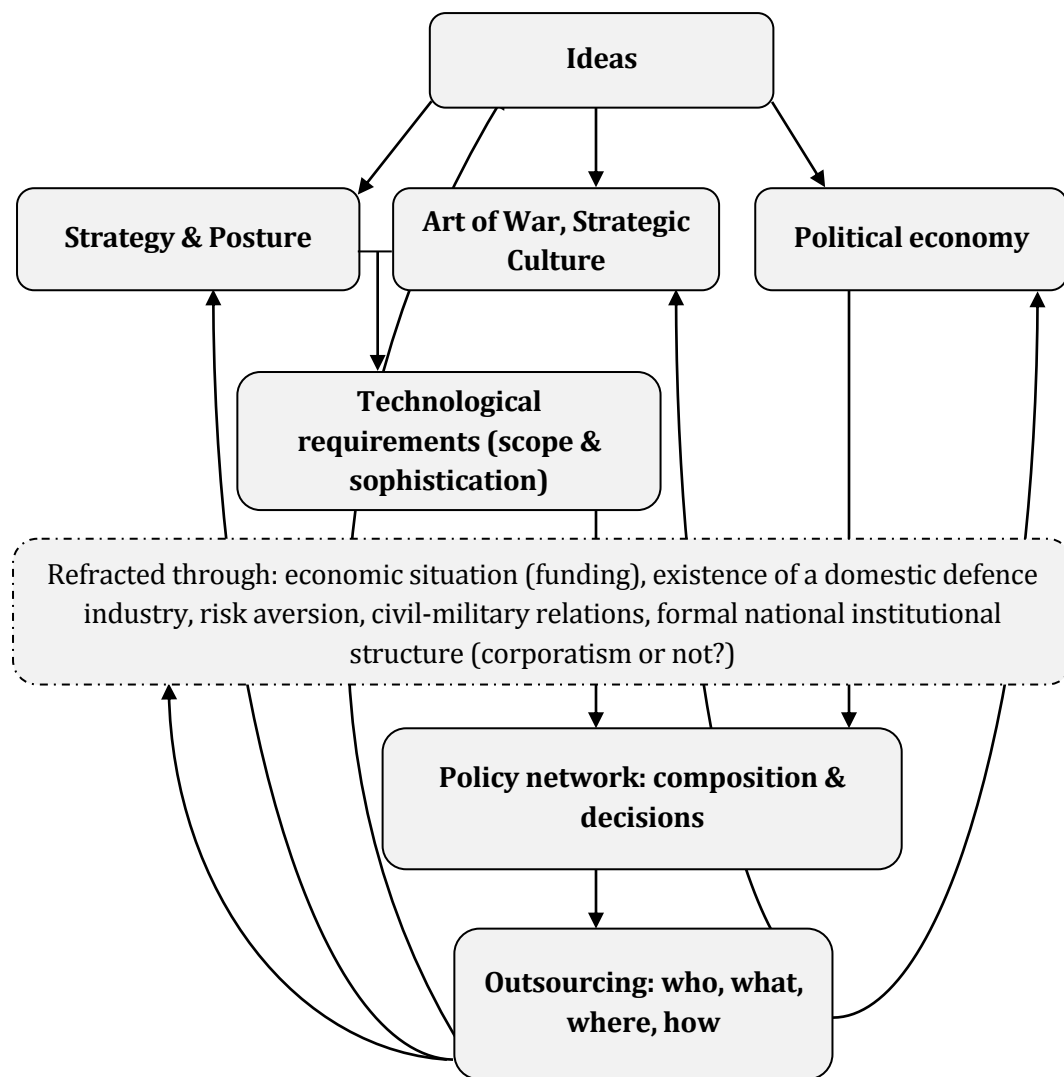 Ideas
Strategy & Posture
Art of War, Strategic
Culture
Political economy
Technological
requirements (scope &
sophistication)
Refracted through: economic situation (funding), existence of a domestic defence
industry, risk aversion, civil-military relations, formal national institutional
structure (corporatism or not?)
Policy network: composition &
decisions
Outsourcing: who, what,
where, how